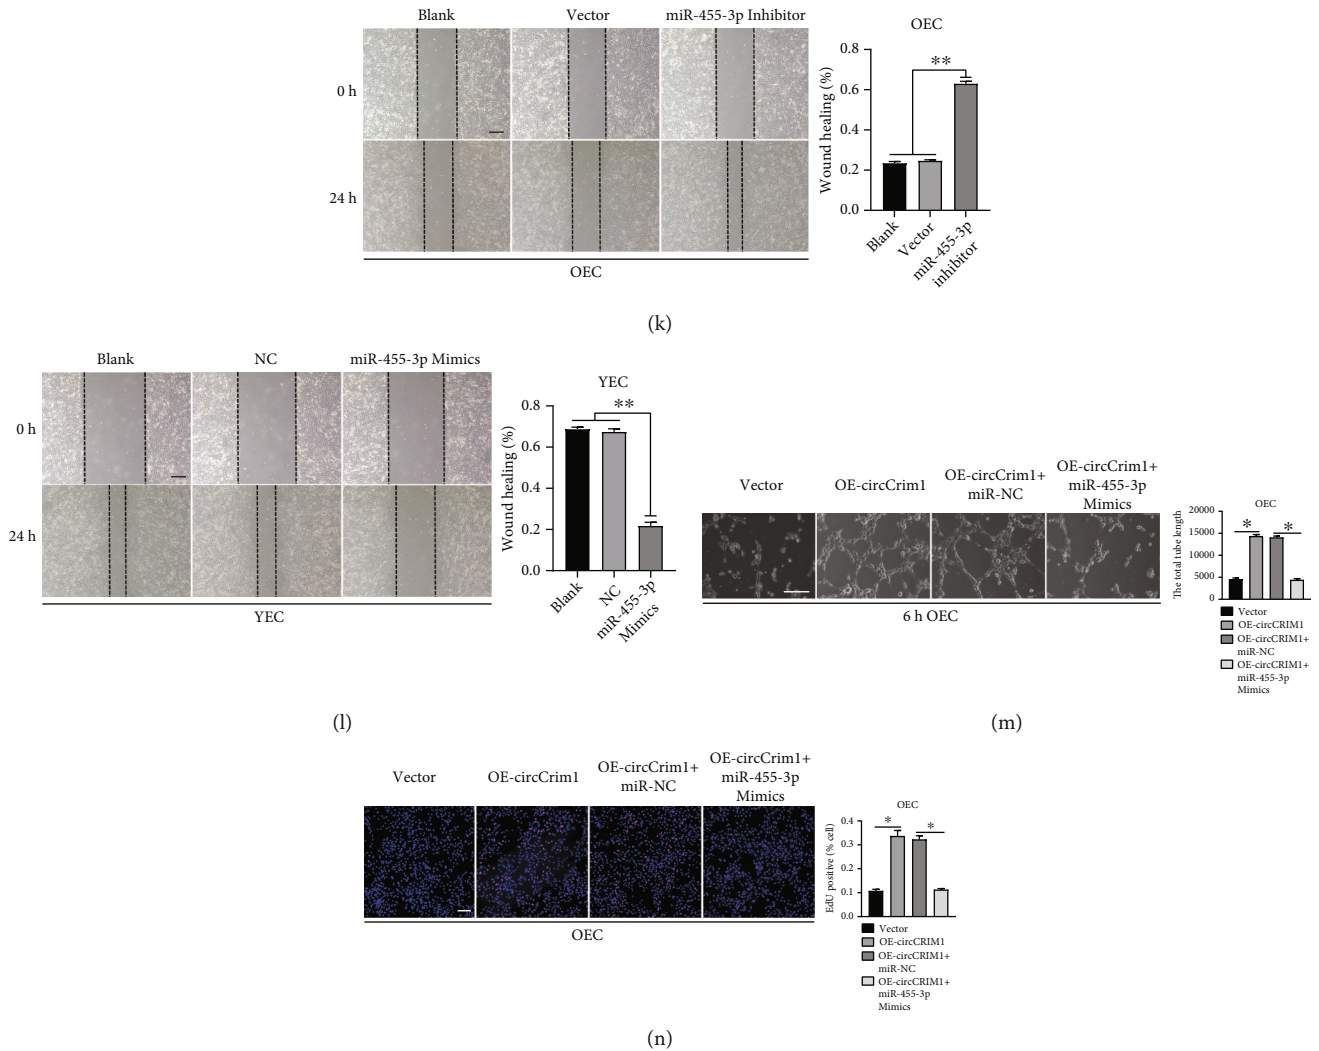 Blank
Vector
miR-455-3p Inhibitor
0 h
24 h
OEC
OEC
0.8
0.6
0.4
0.2
0.0
Wound healing (%)
**
Blank
Vector
miR-455-3p
inhibitor
(k)
Blank
NC
miR-455-3p Mimics
0 h
24 h
YEC
YEC
0.8
0.6
0.4
0.2
0.0
Wound healing (%)
**
Blank
NC
miR-455-3p
Mimics
(l)
Vector
OE-circCrim1
OE-circCrim1+
miR-NC
OE-circCrim1+
miR-455-3p
Mimics
6 h OEC
OEC
20000
15000
10000
5000
0
The total tube length
*
*
Vector
OE-circCRIM1
OE-circCRIM1+
miR-NC
OE-circCRIM1+
miR-455-3p
Mimics
(m)
Vector
OE-circCrim1
OE-circCrim1+
miR-NC
OE-circCrim1+
miR-455-3p
Mimics
OEC
OEC
0.4
0.3
0.2
0.1
0.0
EdU positive (% cell)
*
*
Vector
OE-circCRIM1
OE-circCRIM1+
miR-NC
OE-circCRIM1+
miR-455-3p
Mimics
(n)